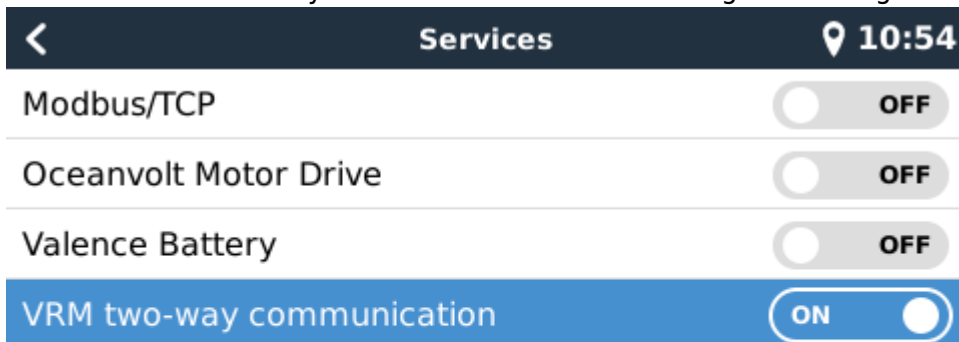 Services 10:54
Modbus/TCP OFF
Oceanvolt Motor Drive OFF
Valence Battery OFF
VRM two-way communication ON